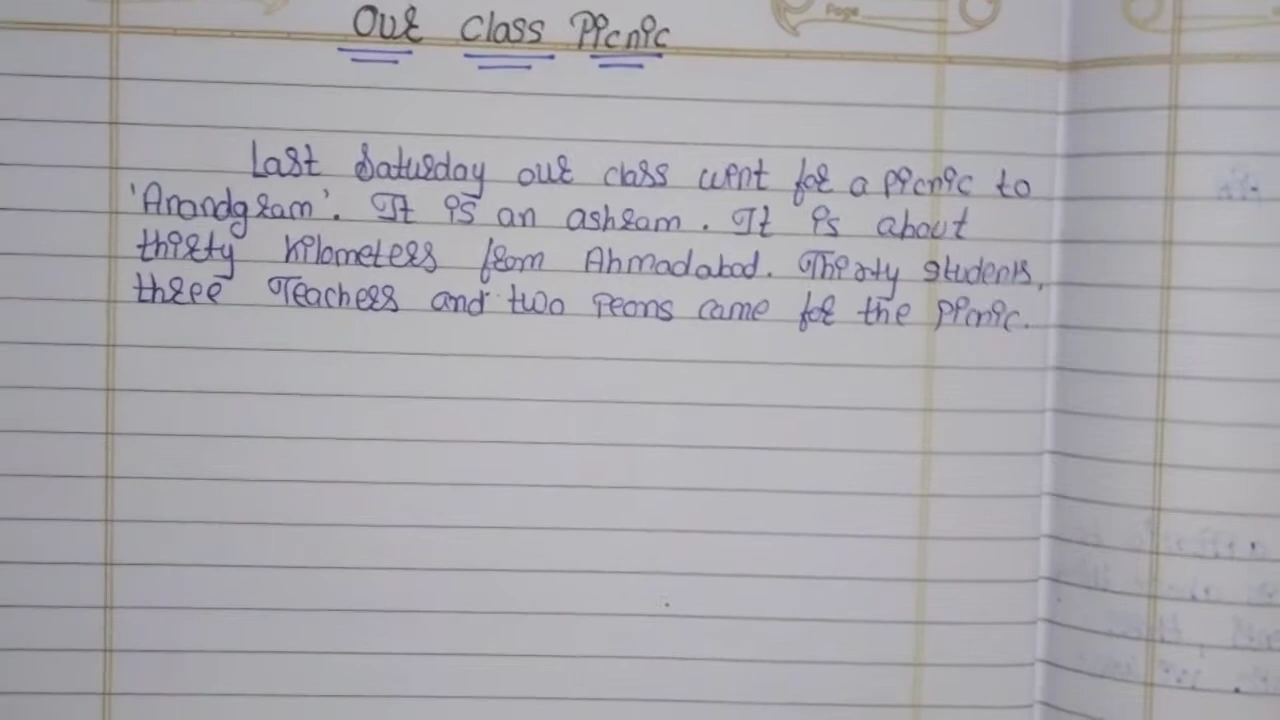 Page
Our Class Picnic
Last Saturday our class went for a picnic to
'Anandgram'. It is an ashram. It is about
thirty kilometers from Ahmadabad. Thirty students,
three Teachers and two Peons came for the Picnic.